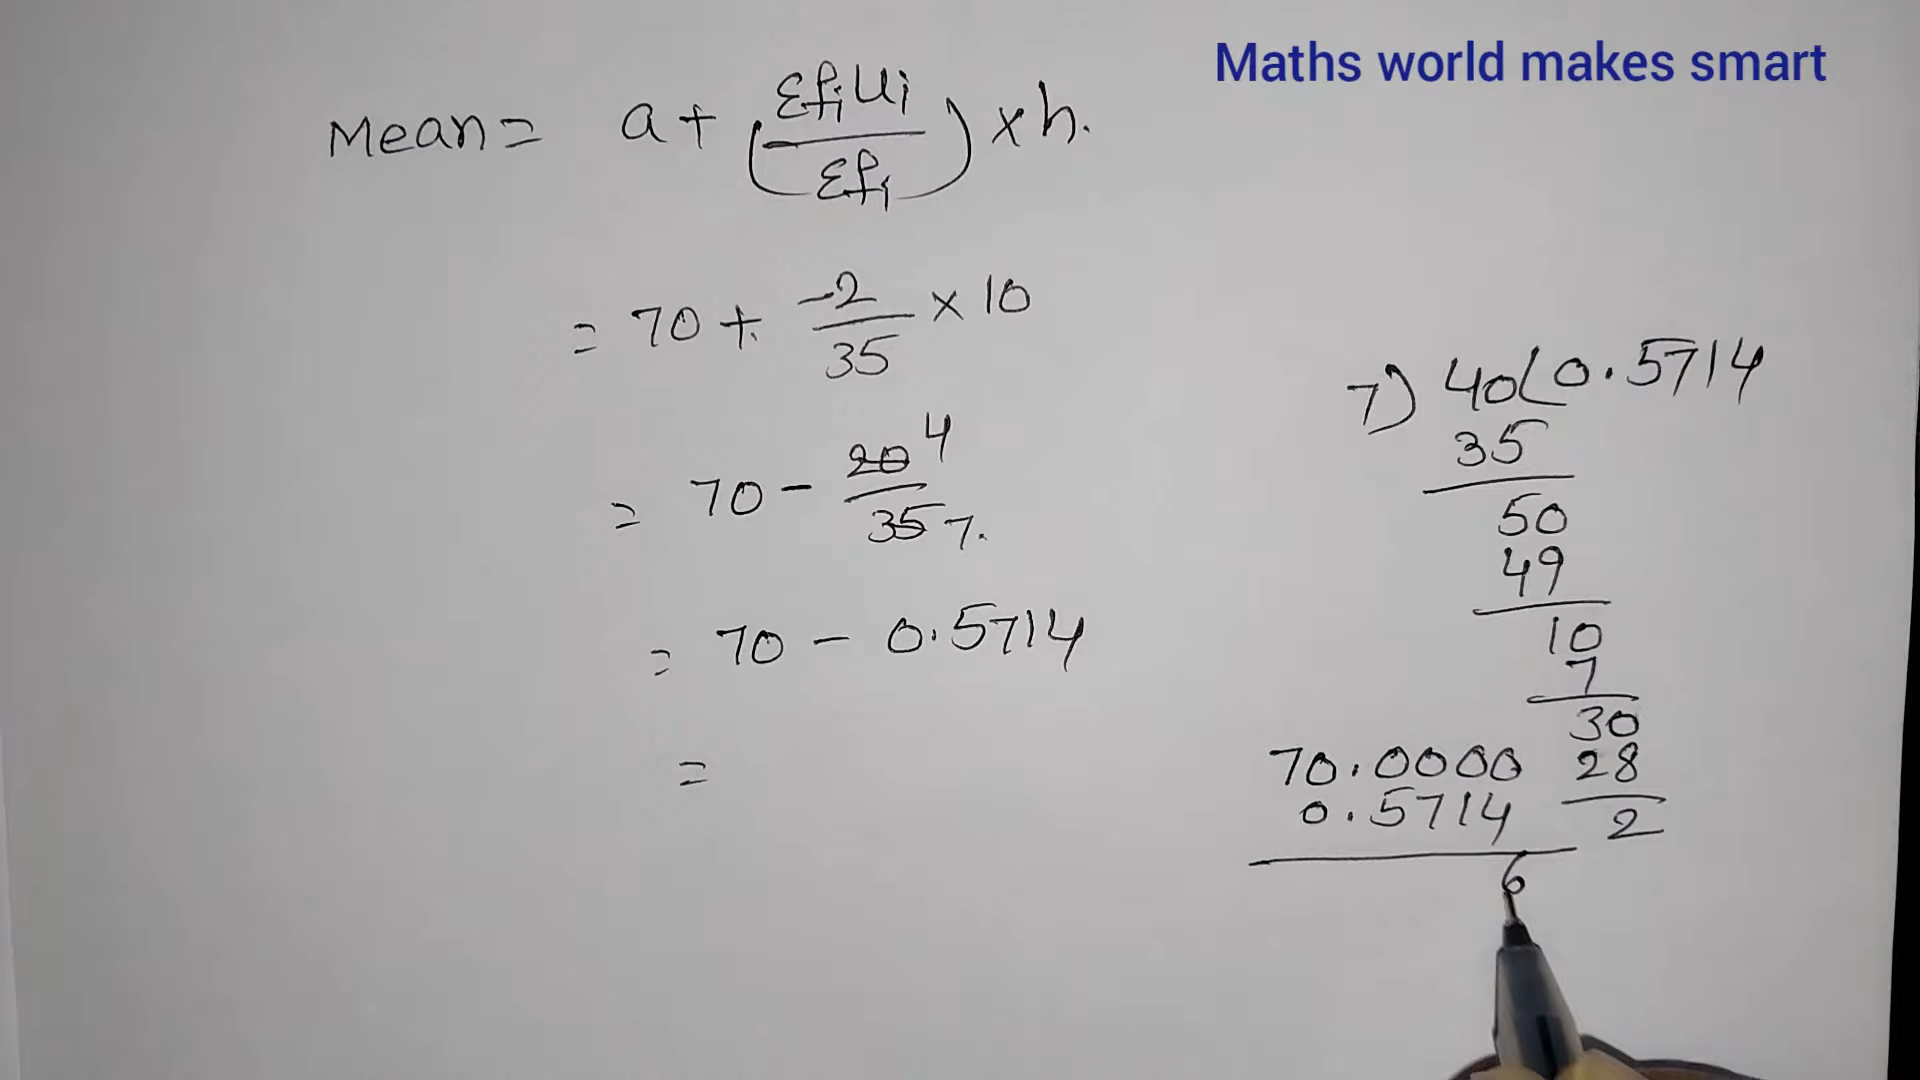 Maths world makes smart
Mean = a + (Σfiui / Σfi) × h.
= 70 + -2/35 × 10
= 70 - 20/35 4 7.
= 70 - 0.5714
=
7) 40 ( 0.5714
35
50
49
10
7
30
28
2
70.0000
0.5714
6